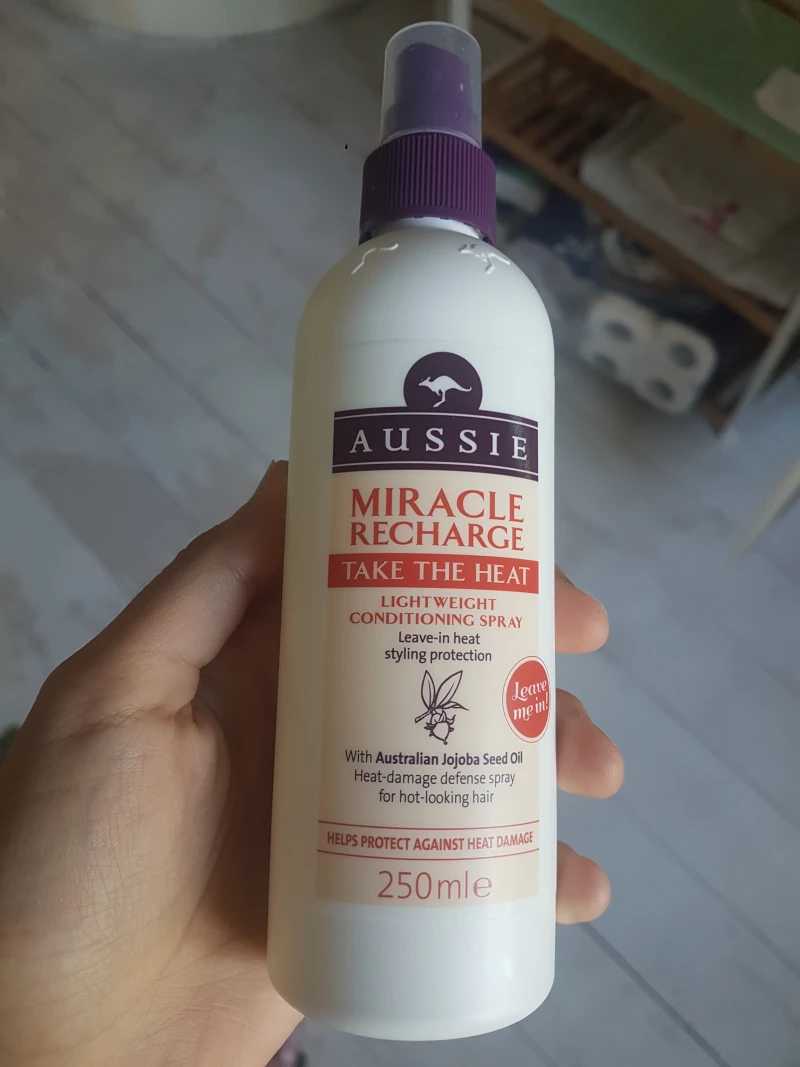 AUSSIE
MIRACLE
RECHARGE
TAKE THE HEAT
LIGHTWEIGHT
CONDITIONING SPRAY
Leave-in heat
styling protection
Leave
me in!
With Australian Jojoba Seed Oil
Heat-damage defense spray
for hot-looking hair
HELPS PROTECT AGAINST HEAT DAMAGE
250ml℮